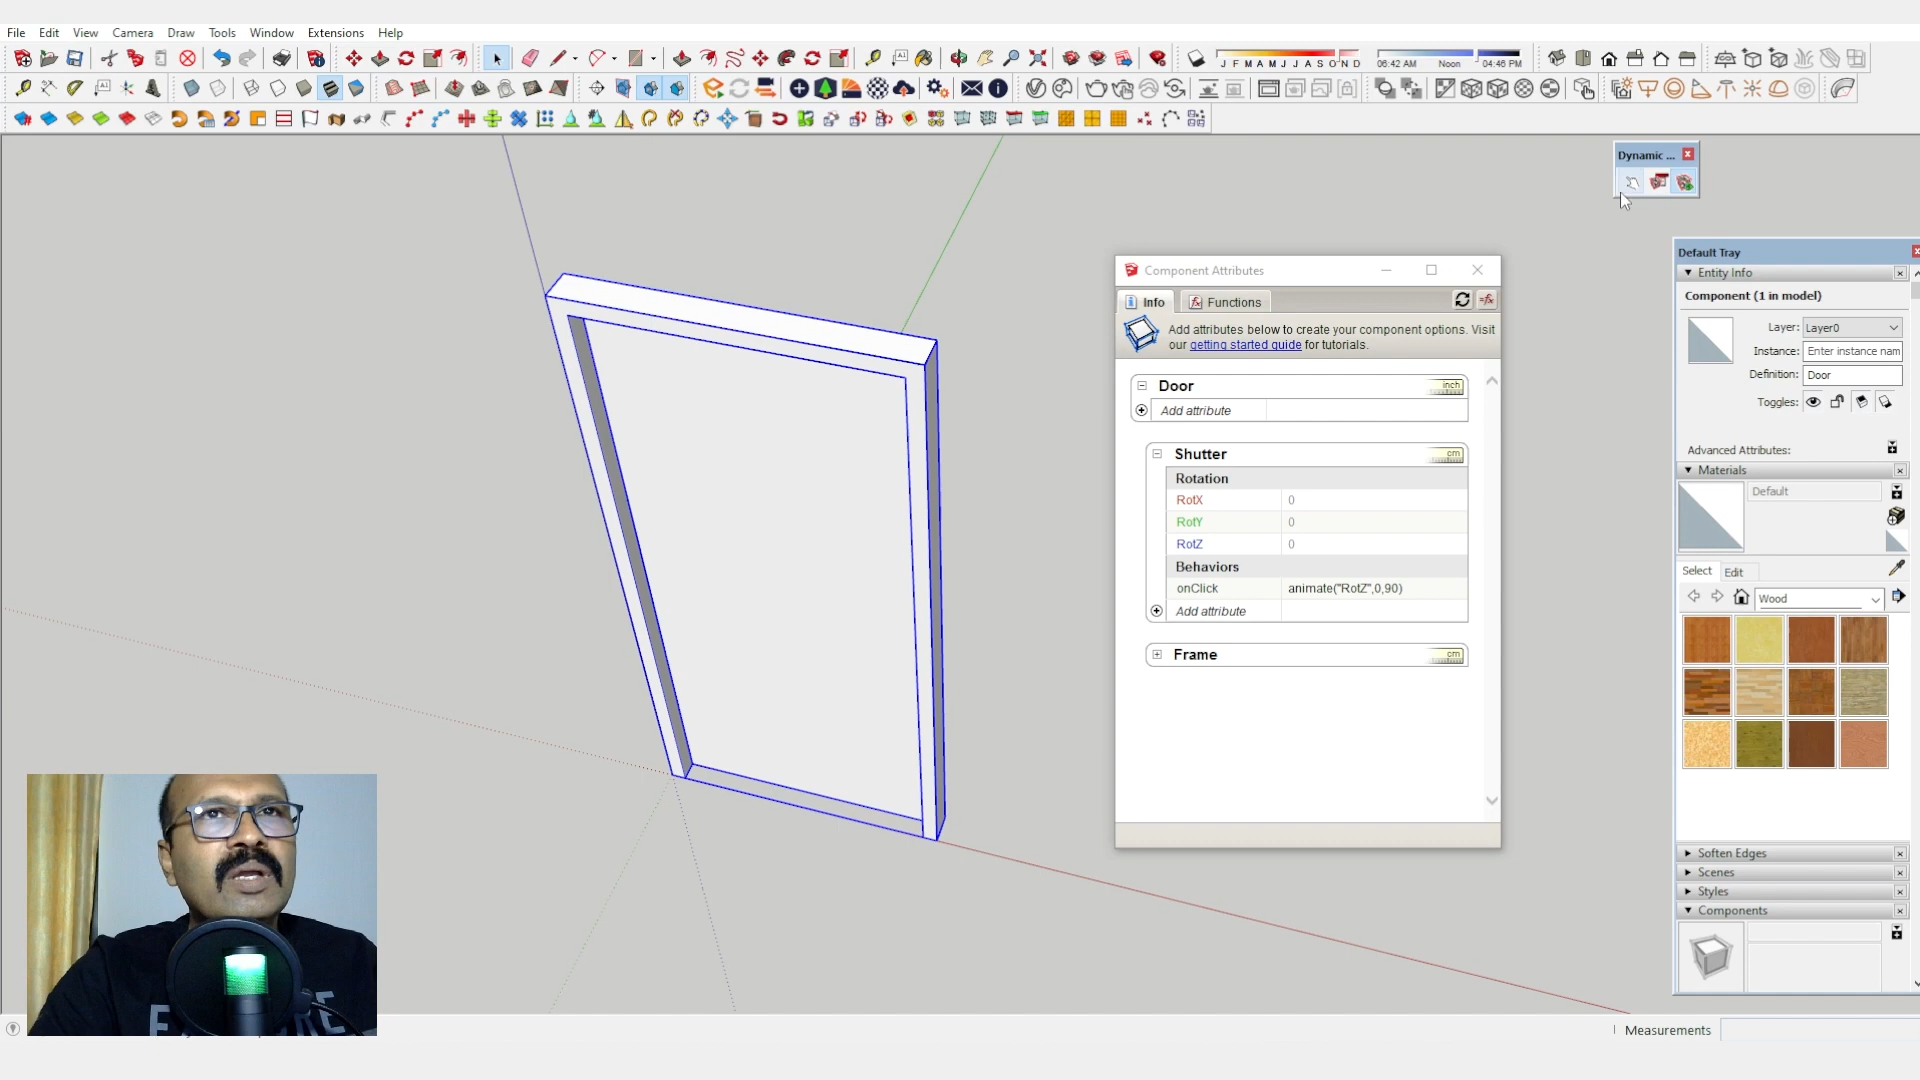 File Edit View Camera Draw Tools Window Extensions Help
J F M A M J J A S O N D
06:42 AM Noon 04:46 PM
Dynamic ...
Component Attributes
Info
Functions
Add attributes below to create your component options. Visit
our getting started guide for tutorials.
Door
inch
Add attribute
Shutter
cm
Rotation
RotX 0
RotY 0
RotZ 0
Behaviors
onClick animate("RotZ",0,90)
Add attribute
Frame
cm
Default Tray
Entity Info
Component (1 in model)
Layer: Layer0
Instance: Enter instance nam
Definition: Door
Toggles:
Advanced Attributes:
Materials
Default
Select Edit
Wood
Soften Edges
Scenes
Styles
Components
Measurements